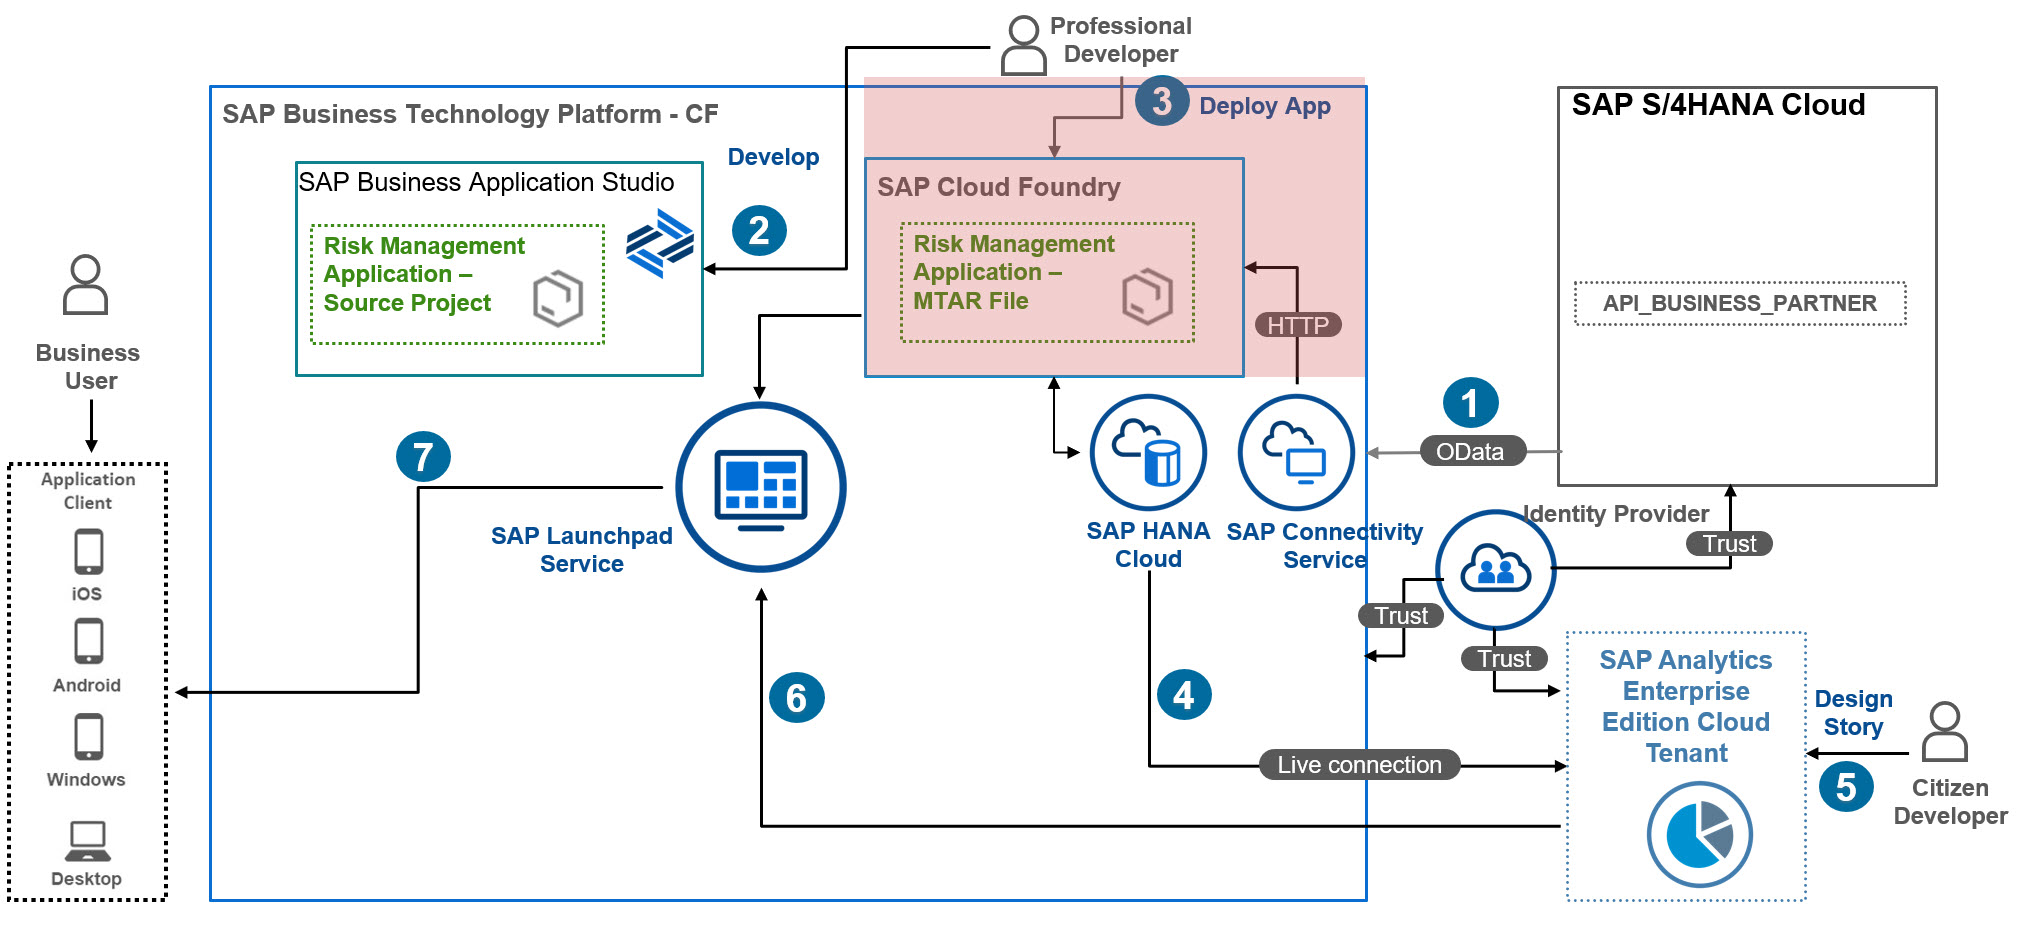 Professional
Developer
3
Deploy App
SAP Business Technology Platform - CF
SAP S/4HANA Cloud
Develop
SAP Business Application Studio
SAP Cloud Foundry
2
Risk Management
Application –
Source Project
Risk Management
Application –
MTAR File
HTTP
API_BUSINESS_PARTNER
Business
User
1
OData
7
Application
Client
iOS
Android
Windows
Desktop
SAP Launchpad
Service
SAP HANA
Cloud
SAP Connectivity
Service
Identity Provider
Trust
Trust
Trust
6
4
Live connection
SAP Analytics
Enterprise
Edition Cloud
Tenant
Design
Story
5
Citizen
Developer